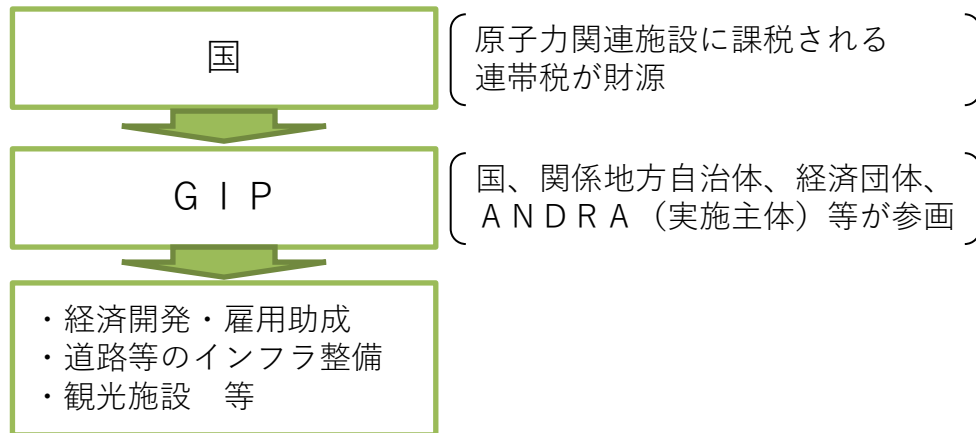 国
原子力関連施設に課税される
連帯税が財源
ＧＩＰ
国、関係地方自治体、経済団体、
ＡＮＤＲＡ（実施主体）等が参画
・経済開発・雇用助成
・道路等のインフラ整備
・観光施設　等